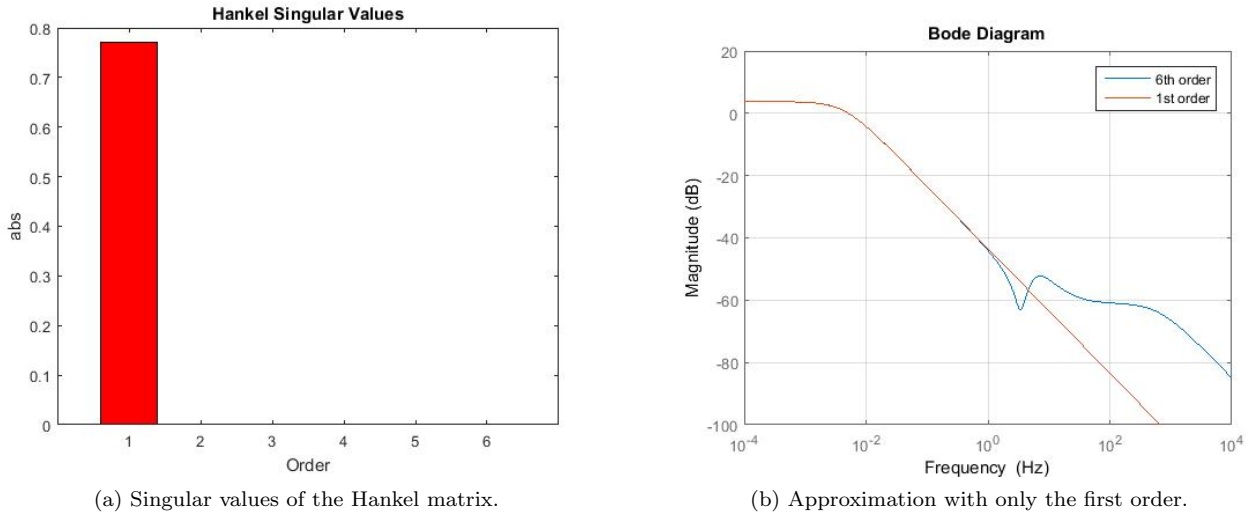 Hankel Singular Values
0.8
0.7
0.6
0.5
0.4
0.3
0.2
0.1
0
abs
1 2 3 4 5 6
Order
(a) Singular values of the Hankel matrix.
Bode Diagram
6th order
1st order
20
0
-20
-40
-60
-80
-100
Magnitude (dB)
10^-4 10^-2 10^0 10^2 10^4
Frequency (Hz)
(b) Approximation with only the first order.